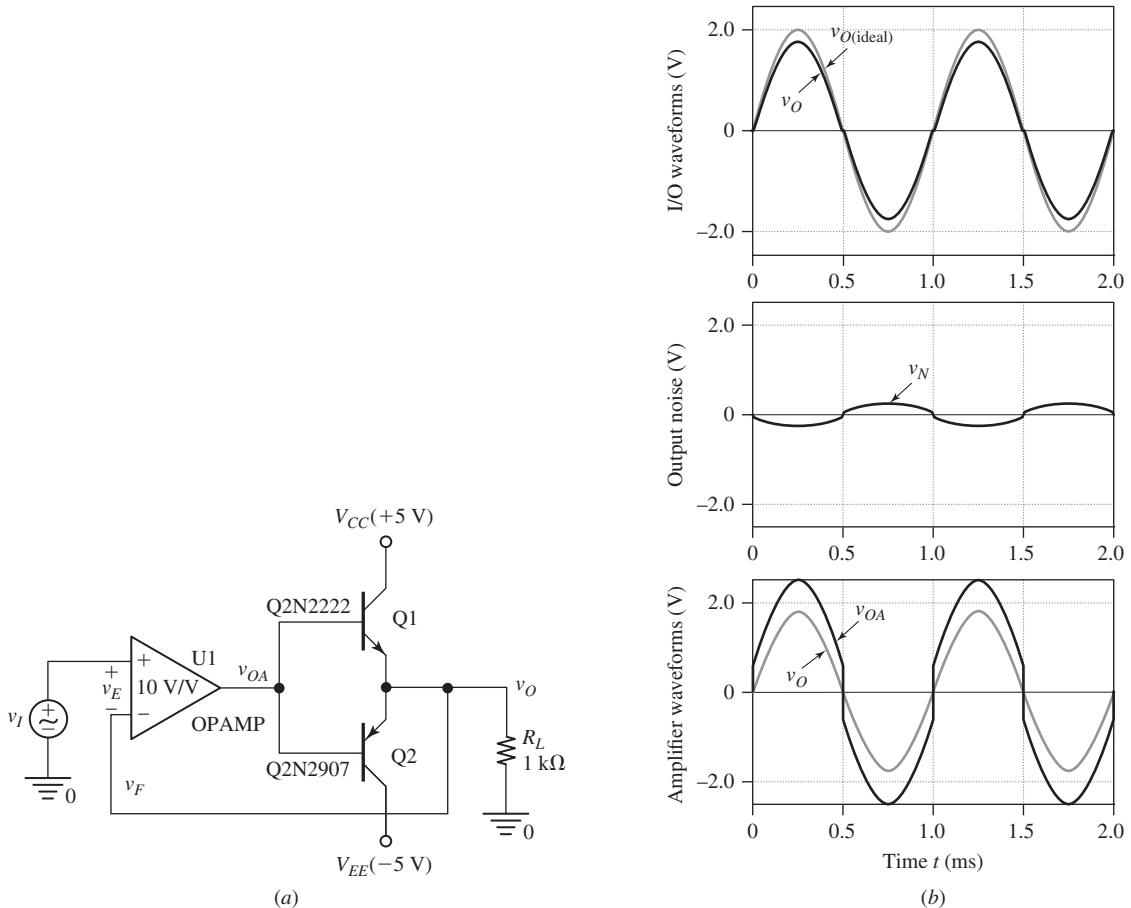 V_CC(+5 V)
Q2N2222
Q1
U1
+
+
v_E
10 V/V
−
−
v_OA
v_O
v_I
+
−
OPAMP
Q2N2907
Q2
R_L
1 kΩ
0
v_F
0
V_EE(−5 V)
(a)
I/O waveforms (V)
2.0
0
−2.0
v_O(ideal)
v_O
0 0.5 1.0 1.5 2.0
Output noise (V)
2.0
0
−2.0
v_N
0 0.5 1.0 1.5 2.0
Amplifier waveforms (V)
2.0
0
−2.0
v_OA
v_O
0 0.5 1.0 1.5 2.0
Time t (ms)
(b)